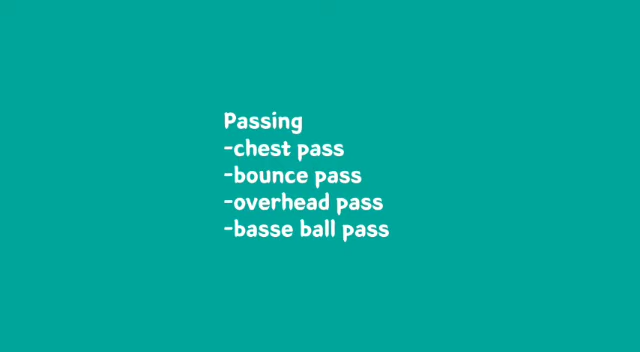 Passing
-chest pass
-bounce pass
-overhead pass
-basse ball pass